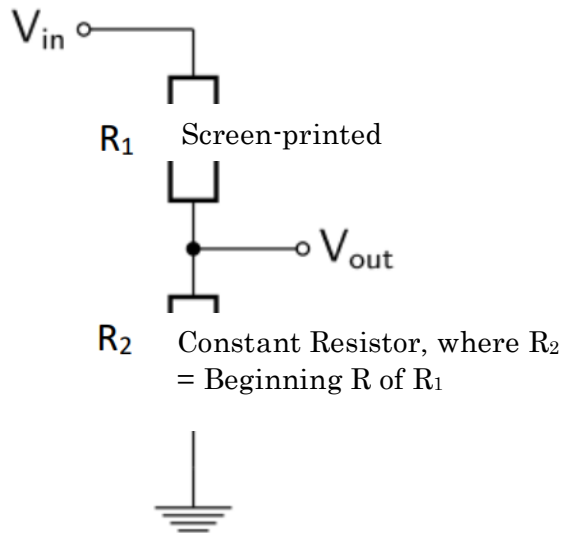 Vin
R1
Screen-printed
Vout
R2
Constant Resistor, where R2
= Beginning R of R1